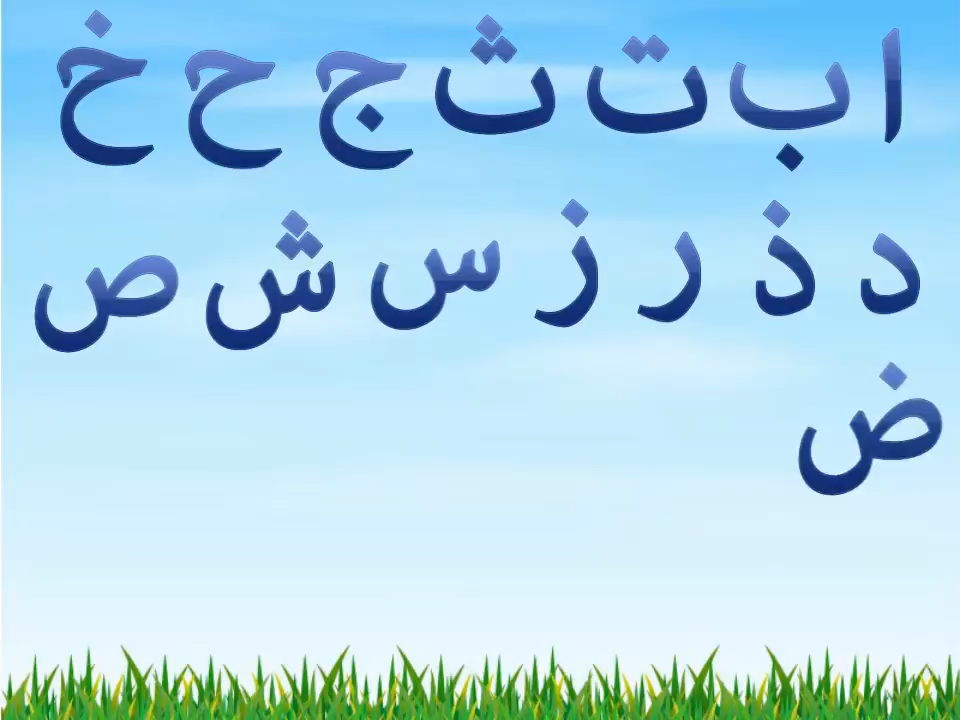 ا ب ت ث ج ح خ
د ذ ر ز س ش ص
ض